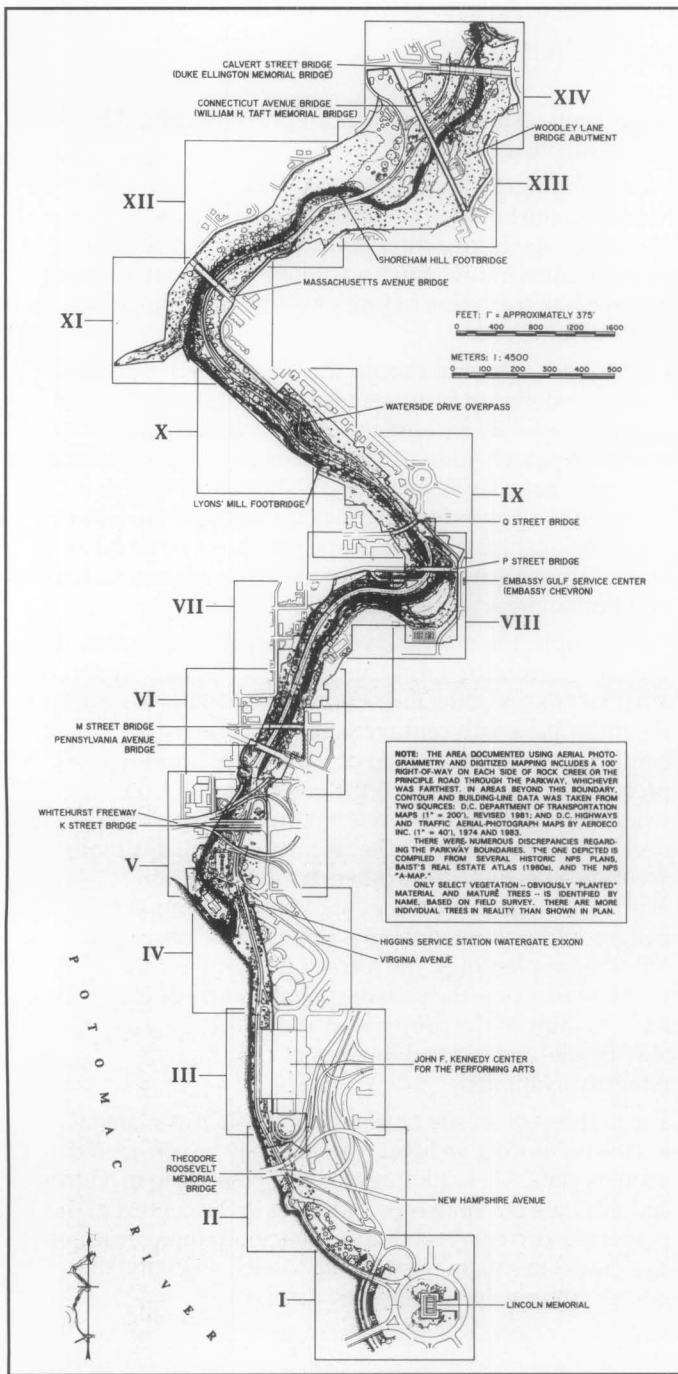 CALVERT STREET BRIDGE
(DUKE ELLINGTON MEMORIAL BRIDGE)
CONNECTICUT AVENUE BRIDGE
(WILLIAM H. TAFT MEMORIAL BRIDGE)
XIV
WOODLEY LANE
BRIDGE ABUTMENT
XIII
XII
SHOREHAM HILL FOOTBRIDGE
MASSACHUSETTS AVENUE BRIDGE
XI
FEET: 1" = APPROXIMATELY 375'
0 400 800 1200 1600
METERS: 1 : 4500
0 100 200 300 400 500
WATERSIDE DRIVE OVERPASS
X
LYONS' MILL FOOTBRIDGE
IX
Q STREET BRIDGE
P STREET BRIDGE
EMBASSY GULF SERVICE CENTER
(EMBASSY CHEVRON)
VII
VIII
VI
M STREET BRIDGE
PENNSYLVANIA AVENUE
BRIDGE
NOTE: THE AREA DOCUMENTED USING AERIAL PHOTO-
GRAMMETRY AND DIGITIZED MAPPING INCLUDES A 100'
RIGHT-OF-WAY ON EACH SIDE OF ROCK CREEK OR THE
PRINCIPLE ROAD THROUGH THE PARKWAY, WHICHEVER
WAS FARTHEST. IN AREAS BEYOND THIS BOUNDARY,
CONTOUR AND BUILDING-LINE DATA WAS TAKEN FROM
TWO SOURCES: D.C. DEPARTMENT OF TRANSPORTATION
MAPS (1" = 200'), REVISED 1981; AND D.C. HIGHWAYS
AND TRAFFIC AERIAL-PHOTOGRAPH MAPS BY AEROECO
INC. (1" = 40'), 1974 AND 1983.
THERE WERE NUMEROUS DISCREPANCIES REGARD-
ING THE PARKWAY BOUNDARIES. THE ONE DEPICTED IS
COMPILED FROM SEVERAL HISTORIC NPS PLANS,
BAIST'S REAL ESTATE ATLAS (1960s), AND THE NPS
"A-MAP."
ONLY SELECT VEGETATION -- OBVIOUSLY "PLANTED"
MATERIAL AND MATURE TREES -- IS IDENTIFIED BY
NAME, BASED ON FIELD SURVEY. THERE ARE MORE
INDIVIDUAL TREES IN REALITY THAN SHOWN IN PLAN.
WHITEHURST FREEWAY
K STREET BRIDGE
V
HIGGINS SERVICE STATION (WATERGATE EXXON)
VIRGINIA AVENUE
IV
POTOMAC RIVER
III
JOHN F. KENNEDY CENTER
FOR THE PERFORMING ARTS
THEODORE
ROOSEVELT
MEMORIAL
BRIDGE
NEW HAMPSHIRE AVENUE
II
I
LINCOLN MEMORIAL